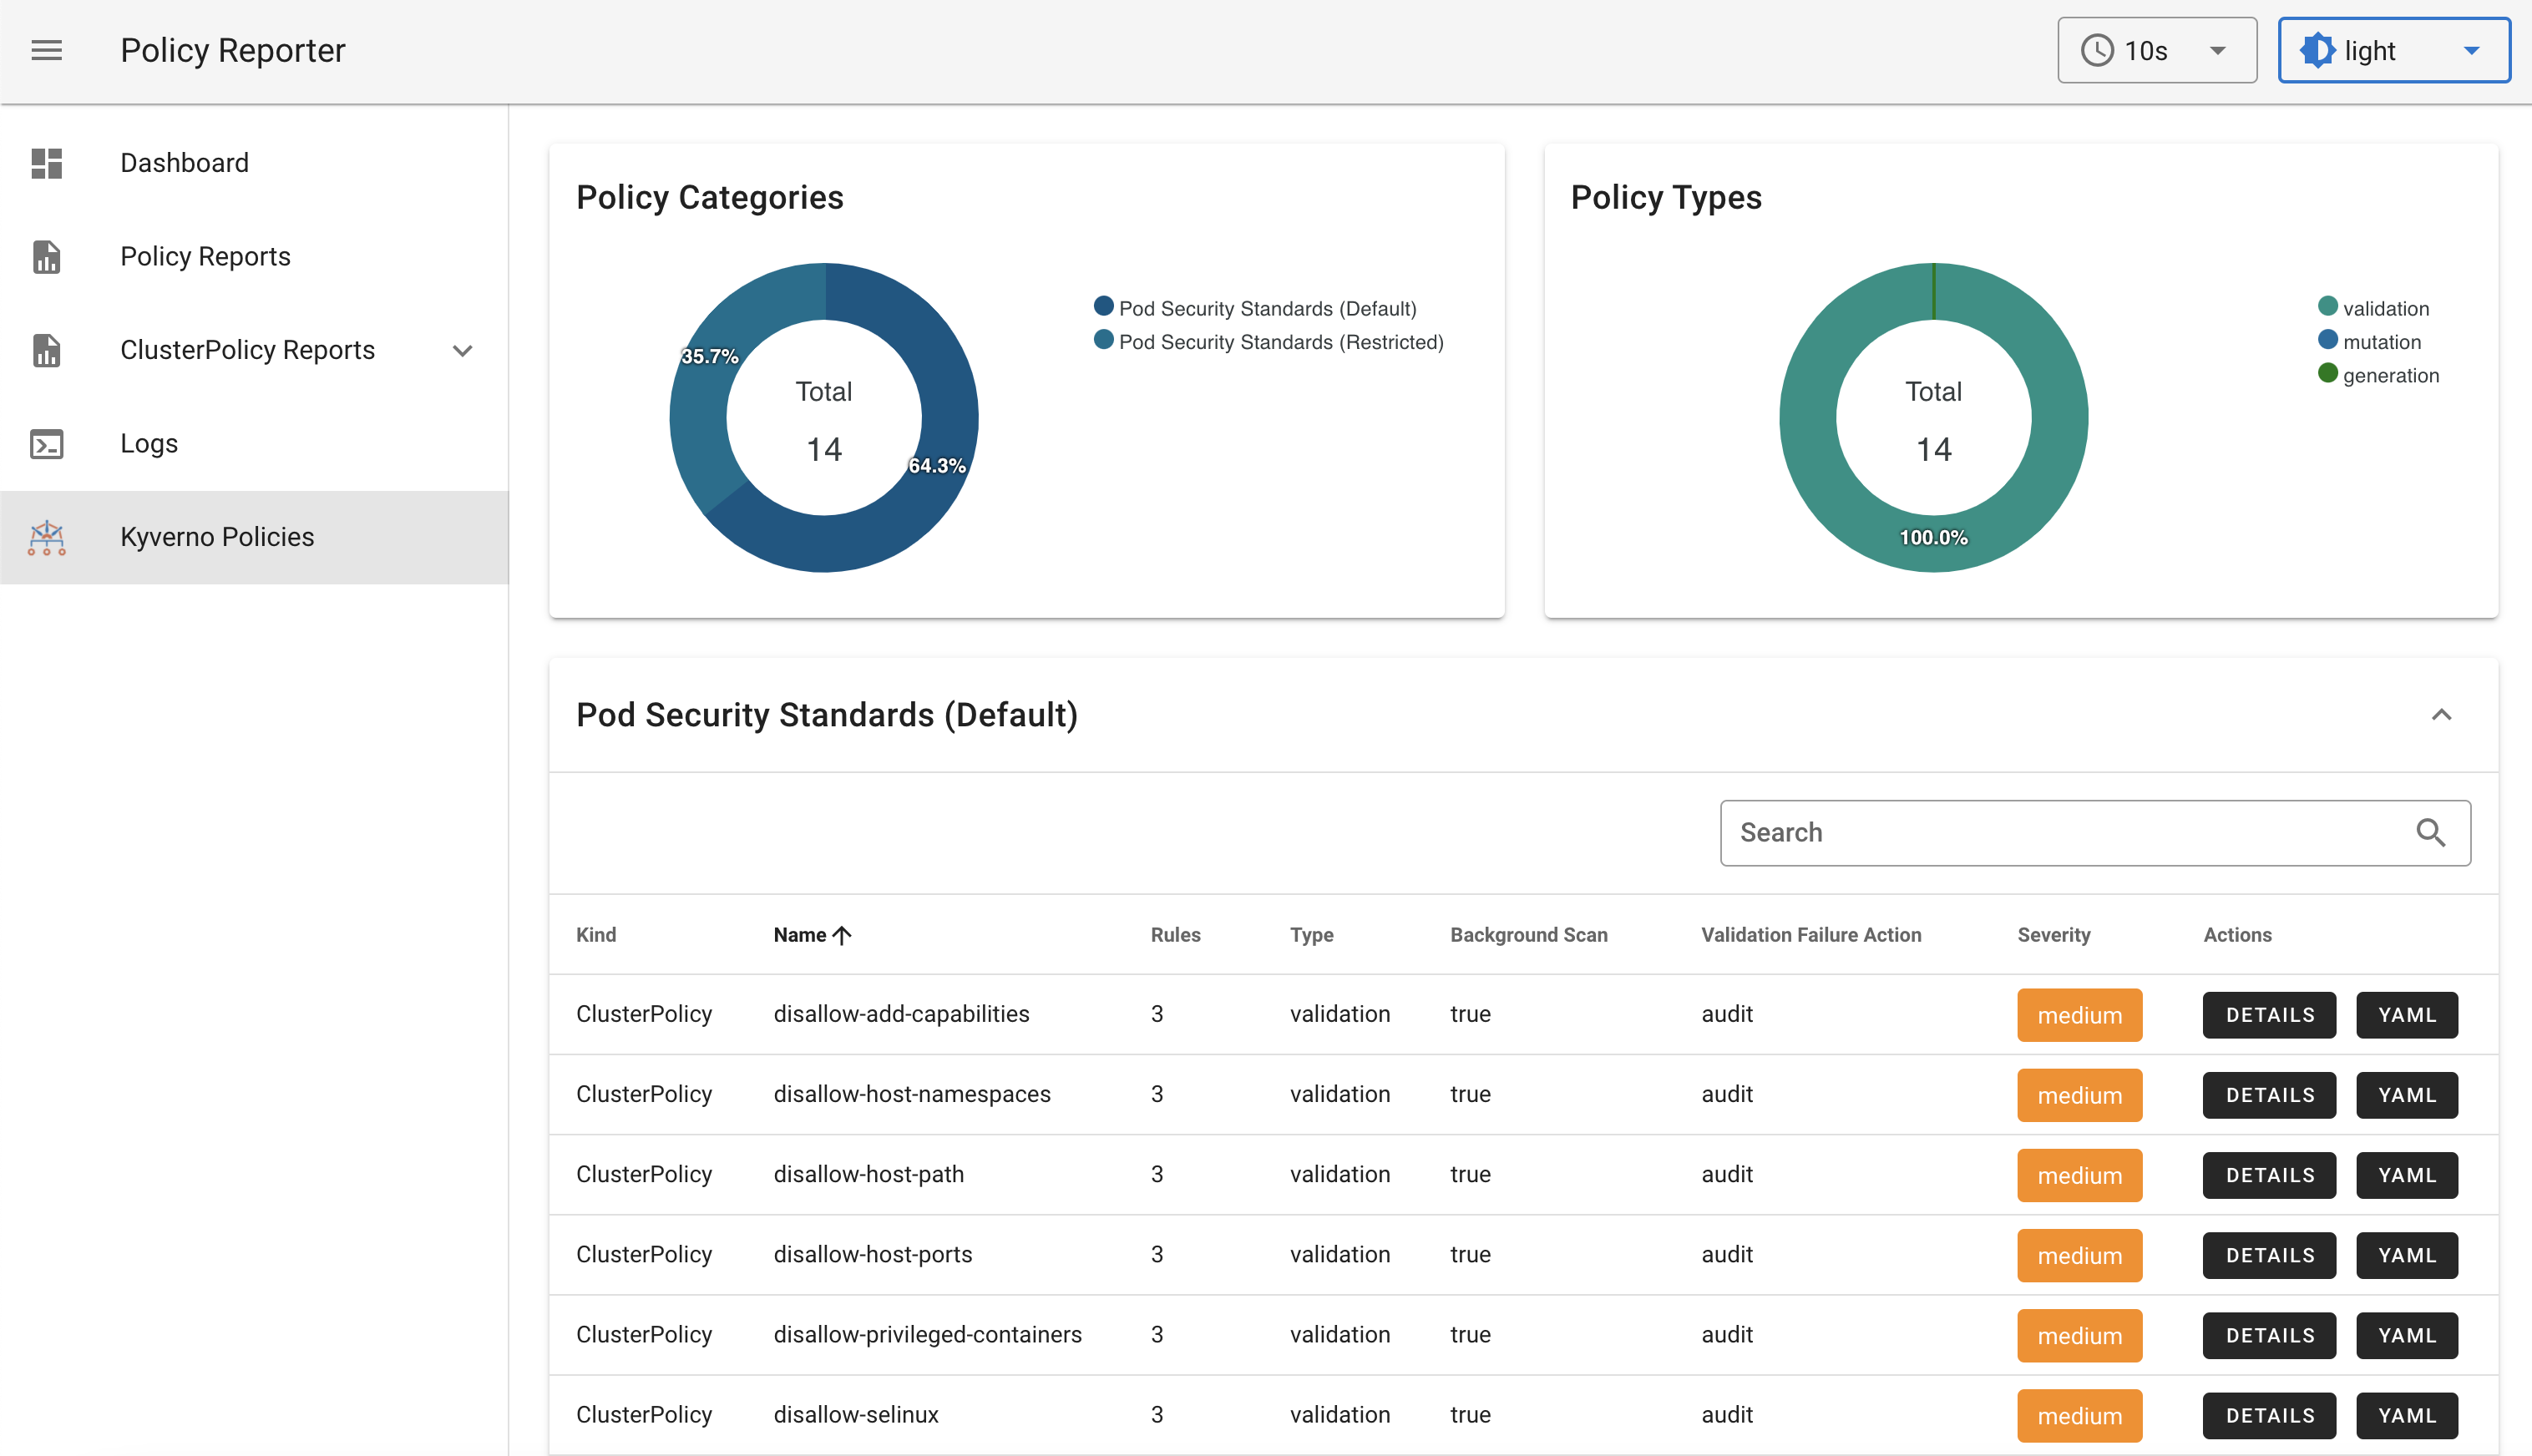 Policy Reporter
10s
light
Dashboard
Policy Reports
ClusterPolicy Reports
Logs
Kyverno Policies
Policy Categories
35.7%
64.3%
Total
14
Pod Security Standards (Default)
Pod Security Standards (Restricted)
Policy Types
Total
14
100.0%
validation
mutation
generation
Pod Security Standards (Default)
Search
Kind Name Rules Type Background Scan Validation Failure Action Severity Actions
ClusterPolicy disallow-add-capabilities 3 validation true audit medium DETAILS YAML
ClusterPolicy disallow-host-namespaces 3 validation true audit medium DETAILS YAML
ClusterPolicy disallow-host-path 3 validation true audit medium DETAILS YAML
ClusterPolicy disallow-host-ports 3 validation true audit medium DETAILS YAML
ClusterPolicy disallow-privileged-containers 3 validation true audit medium DETAILS YAML
ClusterPolicy disallow-selinux 3 validation true audit medium DETAILS YAML